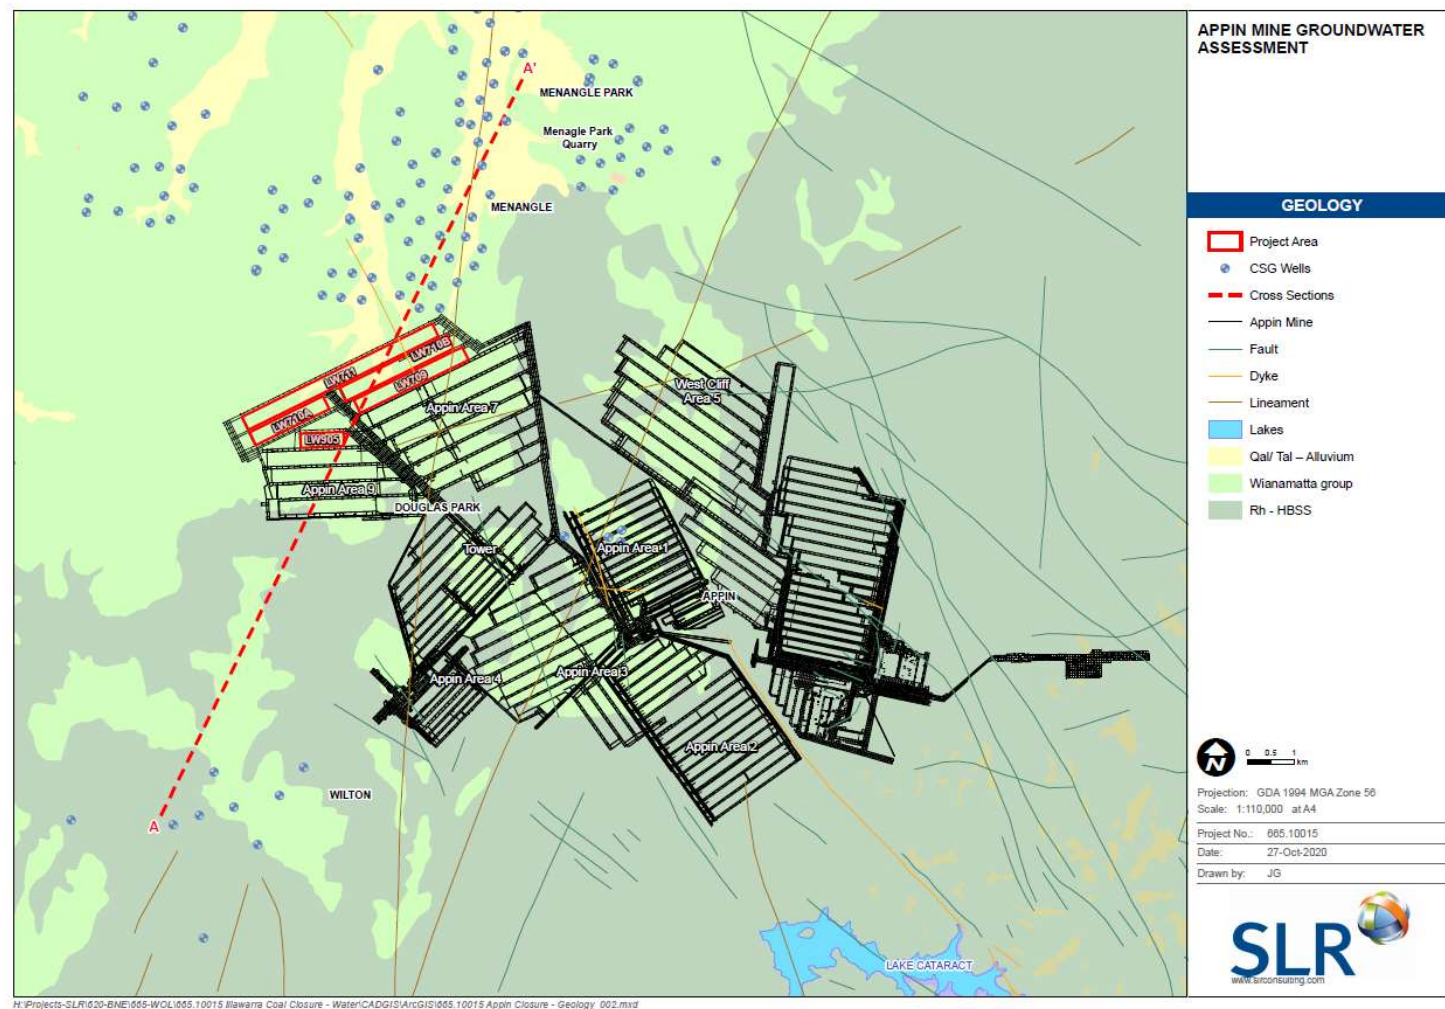 APPIN MINE GROUNDWATER
ASSESSMENT
GEOLOGY
Project Area
CSG Wells
Cross Sections
Appin Mine
Fault
Dyke
Lineament
Lakes
Qal/ Tal – Alluvium
Wianamatta group
Rh - HBSS
A'
MENANGLE PARK
Menagle Park
Quarry
MENANGLE
LW710B
LW711
LW709
LW710A
LW905
Appin Area 7
West Cliff
Area 5
Appin Area 9
DOUGLAS PARK
Tower
Appin Area 1
APPIN
Appin Area 3
Appin Area 4
Appin Area 2
WILTON
A
LAKE CATARACT
N
0 0.5 1
km
Projection: GDA 1994 MGA Zone 56
Scale: 1:110,000 at A4
Project No.: 665.10015
Date: 27-Oct-2020
Drawn by: JG
SLR
www.slrconsulting.com
H:\Projects-SLR\620-BNE\665-WOL\665.10015 Illawarra Coal Closure - Water\CADGIS\ArcGIS\665.10015 Appin Closure - Geology_002.mxd